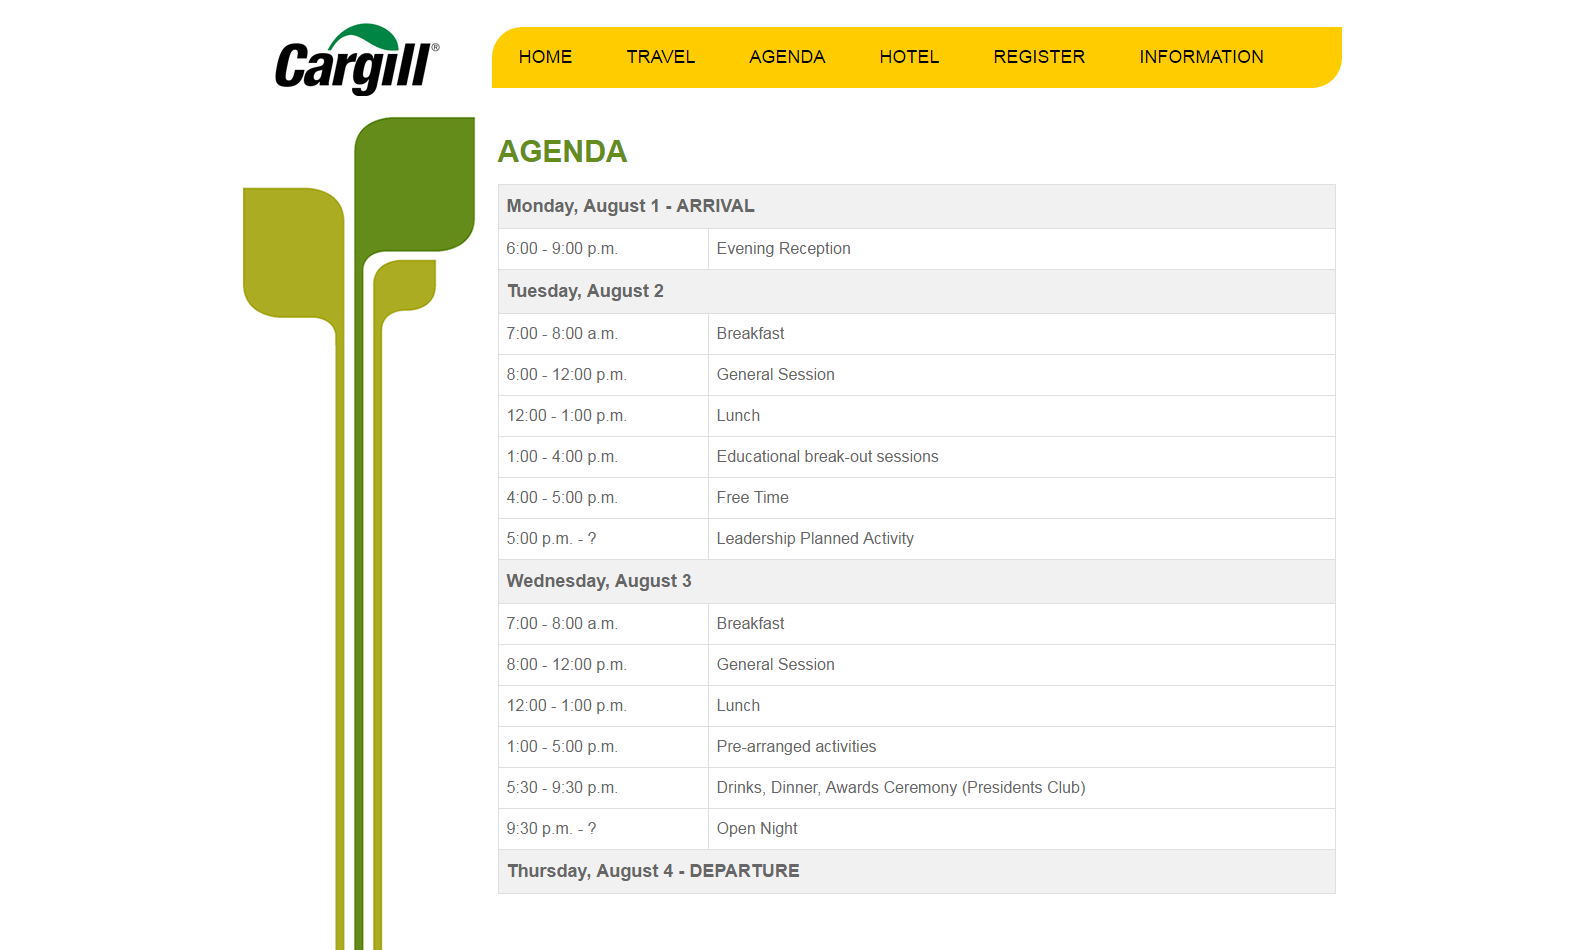 Cargill®
HOME TRAVEL AGENDA HOTEL REGISTER INFORMATION
AGENDA
Monday, August 1 - ARRIVAL
6:00 - 9:00 p.m. Evening Reception
Tuesday, August 2
7:00 - 8:00 a.m. Breakfast
8:00 - 12:00 p.m. General Session
12:00 - 1:00 p.m. Lunch
1:00 - 4:00 p.m. Educational break-out sessions
4:00 - 5:00 p.m. Free Time
5:00 p.m. - ? Leadership Planned Activity
Wednesday, August 3
7:00 - 8:00 a.m. Breakfast
8:00 - 12:00 p.m. General Session
12:00 - 1:00 p.m. Lunch
1:00 - 5:00 p.m. Pre-arranged activities
5:30 - 9:30 p.m. Drinks, Dinner, Awards Ceremony (Presidents Club)
9:30 p.m. - ? Open Night
Thursday, August 4 - DEPARTURE